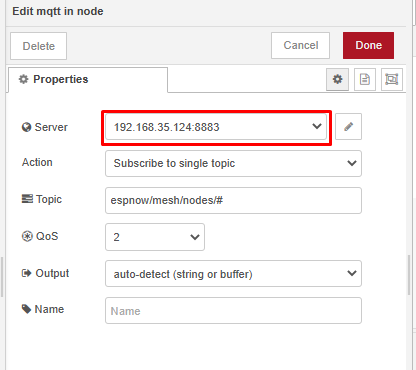 Edit mqtt in node
Delete
Cancel
Done
Properties
Server
192.168.35.124:8883
Action
Subscribe to single topic
Topic
espnow/mesh/nodes/#
QoS
2
Output
auto-detect (string or buffer)
Name
Name